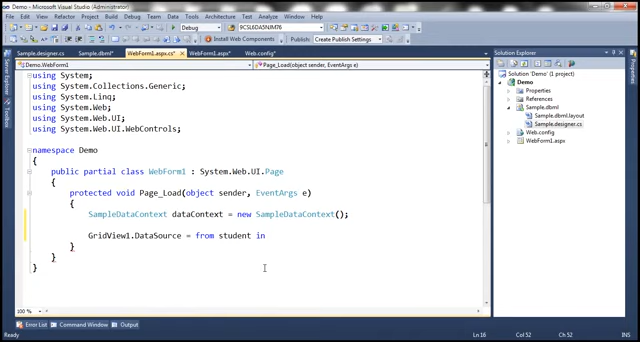 Demo - Microsoft Visual Studio (Administrator)
File Edit View Refactor Project Build Debug Team Data Tools Architecture Test Analyze Window Help
Debug 9CSL6DA5NJM76
Install Web Components Create Publish Settings
Sample.designer.cs Sample.dbml* WebForm1.aspx.cs* WebForm1.aspx* Web.config*
Demo.WebForm1 Page_Load(object sender, EventArgs e)
using System;
using System.Collections.Generic;
using System.Linq;
using System.Web;
using System.Web.UI;
using System.Web.UI.WebControls;
namespace Demo
{
public partial class WebForm1 : System.Web.UI.Page
{
protected void Page_Load(object sender, EventArgs e)
{
SampleDataContext dataContext = new SampleDataContext();
GridView1.DataSource = from student in
}
}
}
100 %
Error List Command Window Output
Ln 16 Col 52 Ch 52 INS
Server Explorer
Toolbox
Solution Explorer
Solution 'Demo' (1 project)
Demo
Properties
References
Sample.dbml
Sample.dbml.layout
Sample.designer.cs
Web.config
WebForm1.aspx
Properties